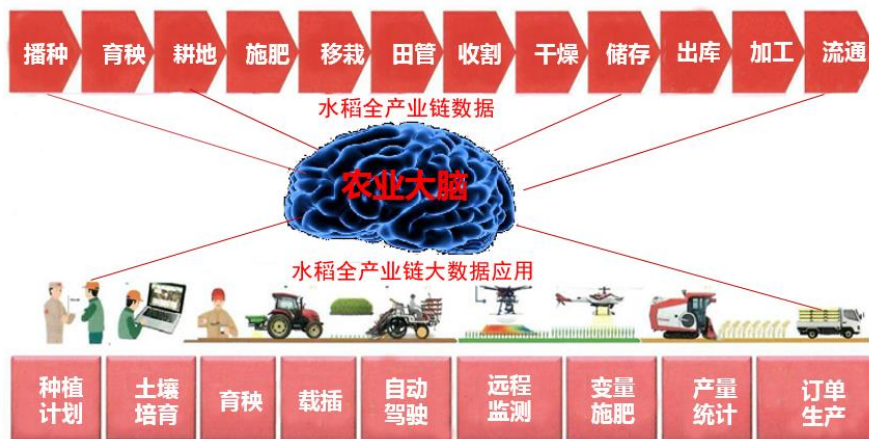 播种 育秧 耕地 施肥 移栽 田管 收割 干燥 储存 出库 加工 流通
水稻全产业链数据
农业大脑
水稻全产业链大数据应用
种植
计划
土壤
培育
育秧
载插
自动
驾驶
远程
监测
变量
施肥
产量
统计
订单
生产